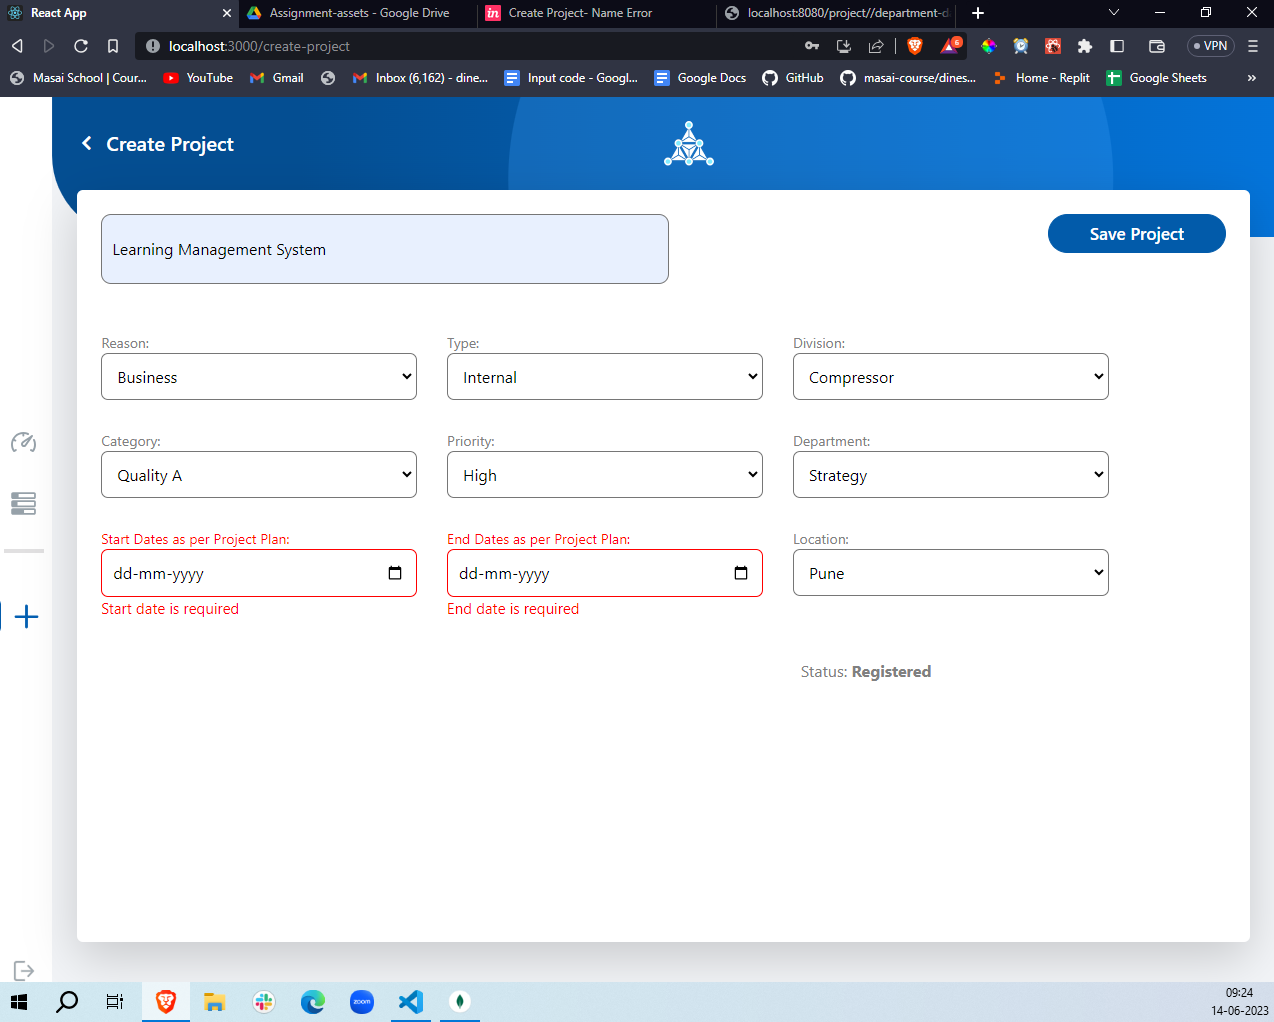 React App
Assignment-assets - Google Drive
in Create Project- Name Error
localhost:8080/project//department-d
localhost:3000/create-project
6
VPN
Masai School | Cour...
YouTube
Gmail
Inbox (6,162) - dine...
Input code - Googl...
Google Docs
GitHub
masai-course/dines...
Home - Replit
Google Sheets
»
Create Project
Learning Management System
Save Project
Reason:
Type:
Division:
Business
Internal
Compressor
Category:
Priority:
Department:
Quality A
High
Strategy
Start Dates as per Project Plan:
End Dates as per Project Plan:
Location:
dd-mm-yyyy
dd-mm-yyyy
Pune
Start date is required
End date is required
Status: Registered
zoom
09:24
14-06-2023